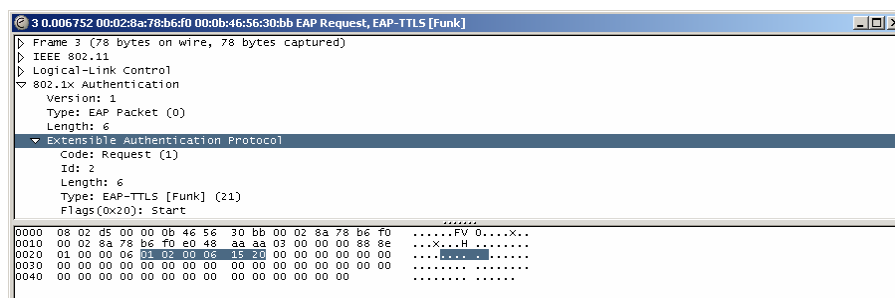 3 0.006752 00:02:8a:78:b6:f0 00:0b:46:56:30:bb EAP Request, EAP-TTLS [Funk]
Frame 3 (78 bytes on wire, 78 bytes captured)
IEEE 802.11
Logical-Link Control
802.1x Authentication
Version: 1
Type: EAP Packet (0)
Length: 6
Extensible Authentication Protocol
Code: Request (1)
Id: 2
Length: 6
Type: EAP-TTLS [Funk] (21)
Flags(0x20): Start
0000 08 02 d5 00 00 0b 46 56 30 bb 00 02 8a 78 b6 f0 ......FV 0....x..
0010 00 02 8a 78 b6 f0 e0 48 aa aa 03 00 00 00 88 8e ...x...H ........
0020 01 00 00 06 01 02 00 06 15 20 00 00 00 00 00 00 ........ . ......
0030 00 00 00 00 00 00 00 00 00 00 00 00 00 00 00 00 ........ ........
0040 00 00 00 00 00 00 00 00 00 00 00 00 00 00 ........ ......